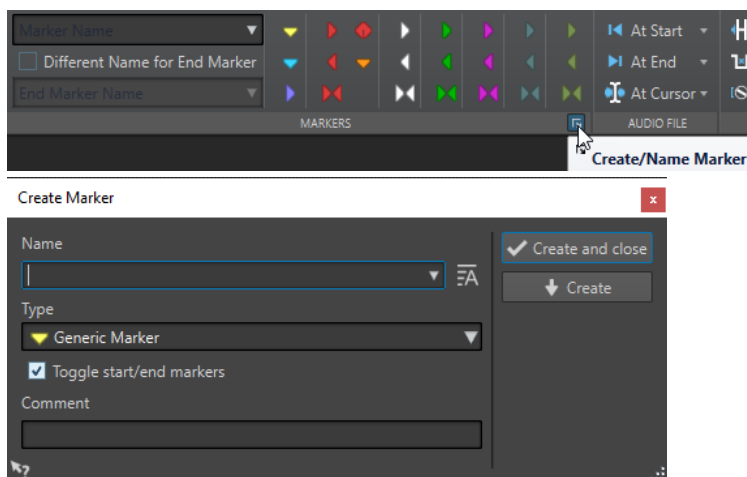 Marker Name
Different Name for End Marker
End Marker Name
At Start
At End
At Cursor
MARKERS
AUDIO FILE
Create/Name Marker
Create Marker
x
Name
Create and close
Create
Type
Generic Marker
Toggle start/end markers
Comment